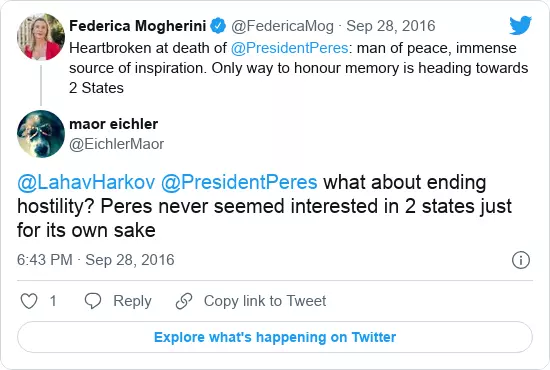 Federica Mogherini @FedericaMog · Sep 28, 2016
Heartbroken at death of @PresidentPeres: man of peace, immense
source of inspiration. Only way to honour memory is heading towards
2 States
maor eichler
@EichlerMaor
@LahavHarkov @PresidentPeres what about ending
hostility? Peres never seemed interested in 2 states just
for its own sake
6:43 PM · Sep 28, 2016
1 Reply Copy link to Tweet
Explore what's happening on Twitter